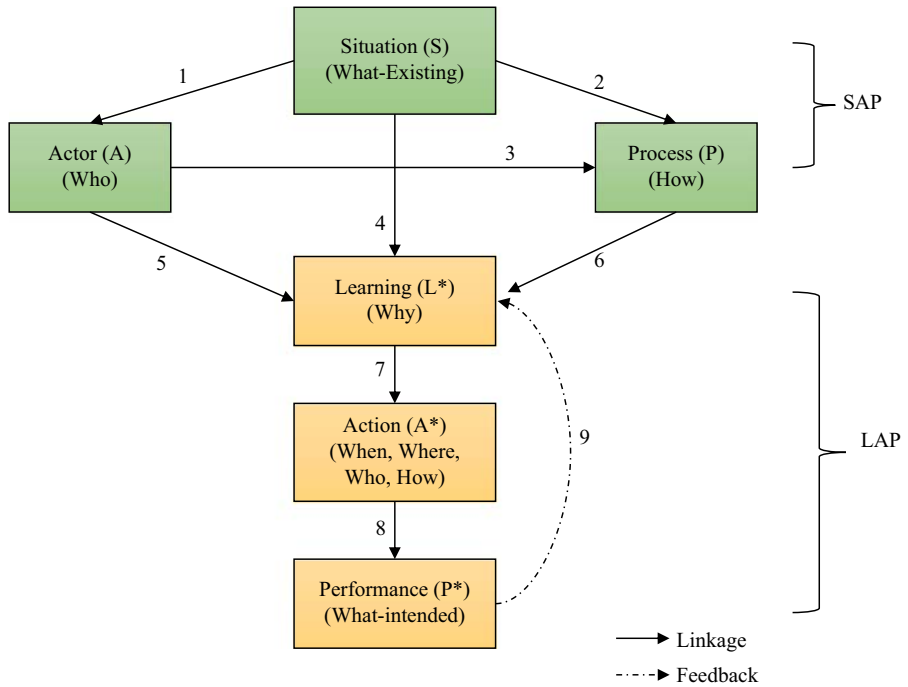 Situation (S)
(What-Existing)
1
2
SAP
Actor (A)
(Who)
3
Process (P)
(How)
4
5
6
Learning (L*)
(Why)
7
Action (A*)
(When, Where,
Who, How)
9
LAP
8
Performance (P*)
(What-intended)
Linkage
Feedback